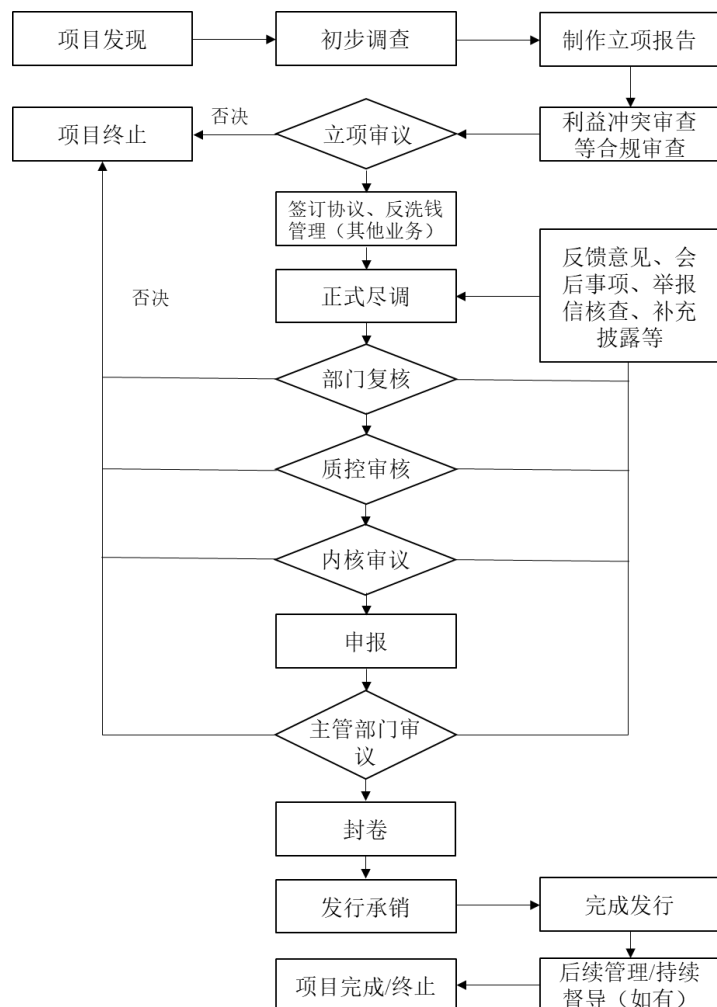 项目发现
初步调查
制作立项报告
项目终止
否决
立项审议
利益冲突审查
等合规审查
签订协议、反洗钱
管理（其他业务）
反馈意见、会
后事项、举报
信核查、补充
披露等
否决
正式尽调
部门复核
质控审核
内核审议
申报
主管部门审
议
封卷
发行承销
完成发行
项目完成/终止
后续管理/持续
督导（如有）